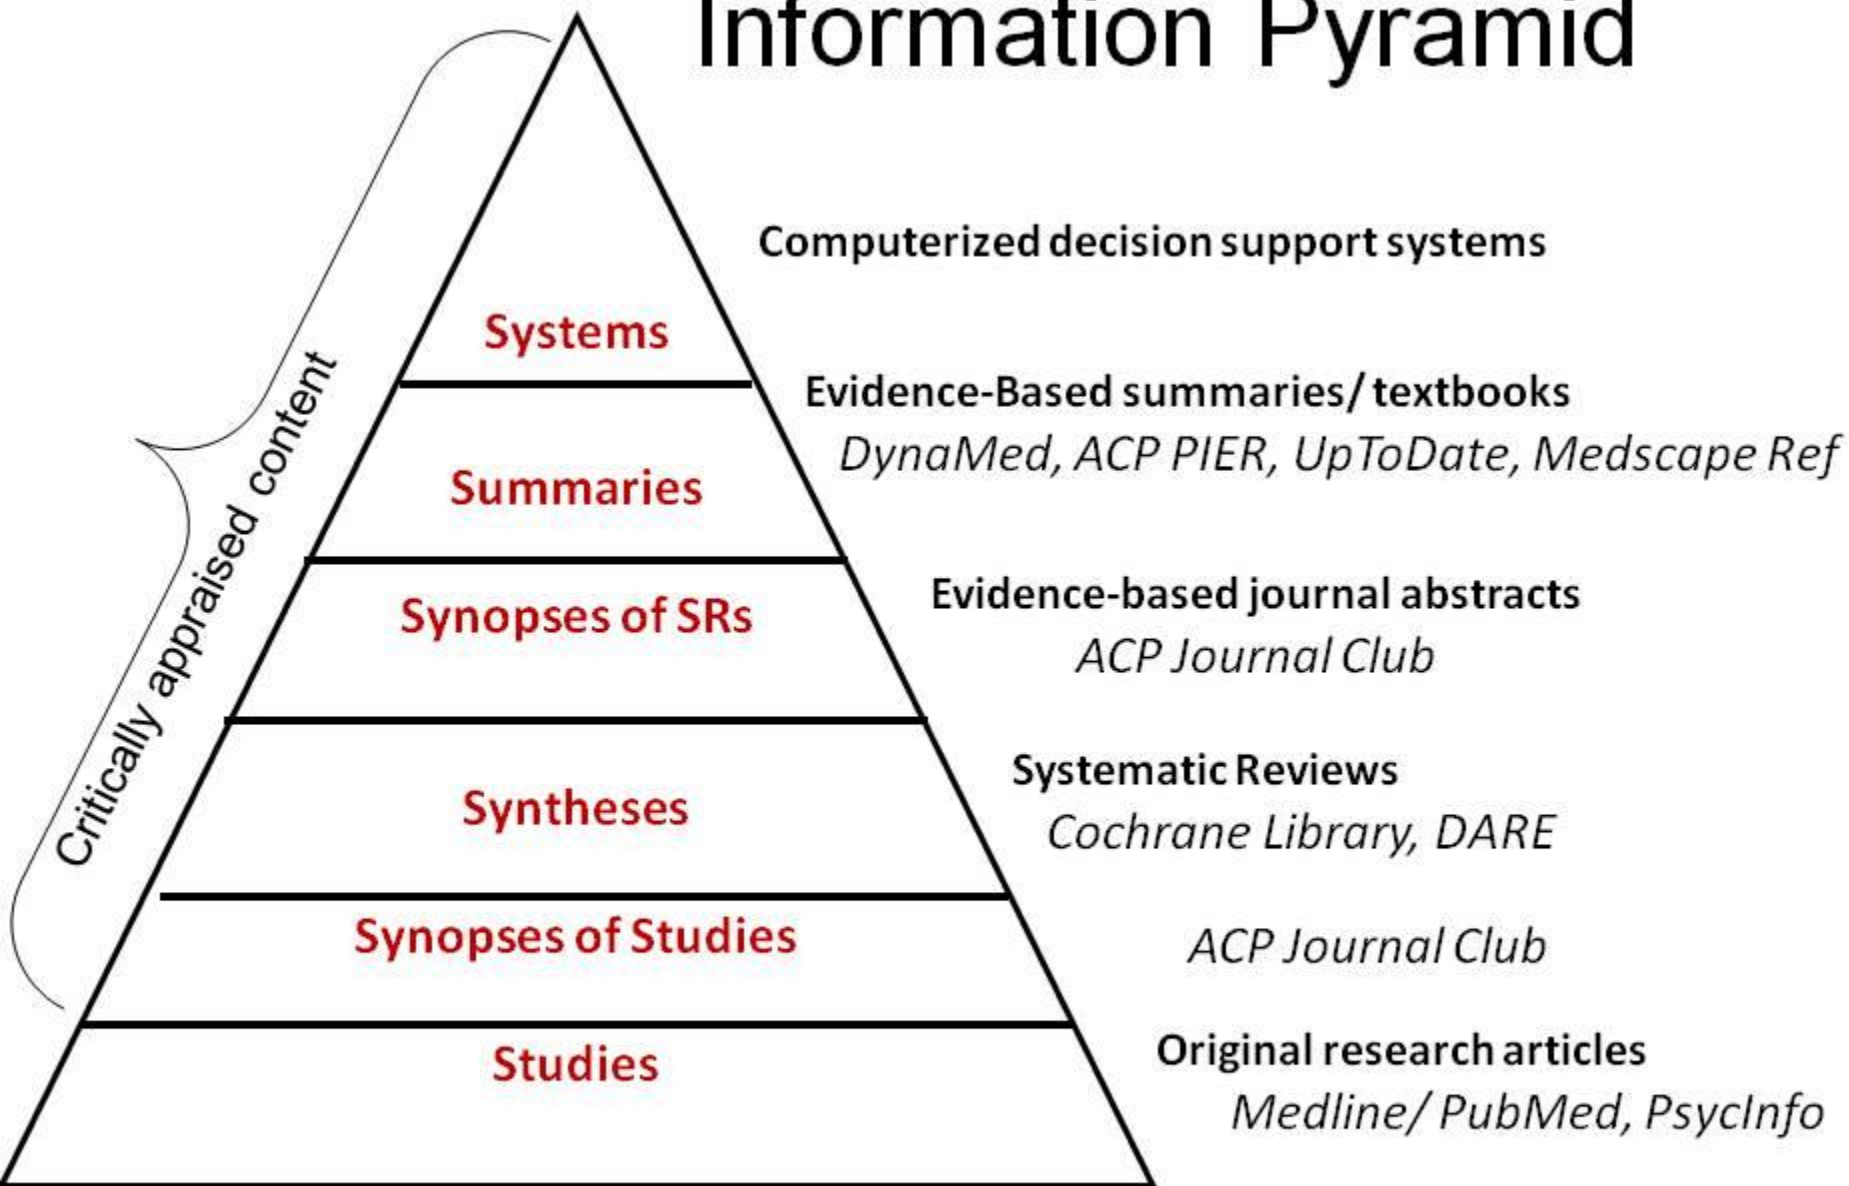 Information Pyramid
Computerized decision support systems
Systems
Evidence-Based summaries/ textbooks
DynaMed, ACP PIER, UpToDate, Medscape Ref
Summaries
Critically appraised content
Evidence-based journal abstracts
Synopses of SRs
ACP Journal Club
Systematic Reviews
Syntheses
Cochrane Library, DARE
Synopses of Studies
ACP Journal Club
Original research articles
Studies
Medline/ PubMed, PsycInfo